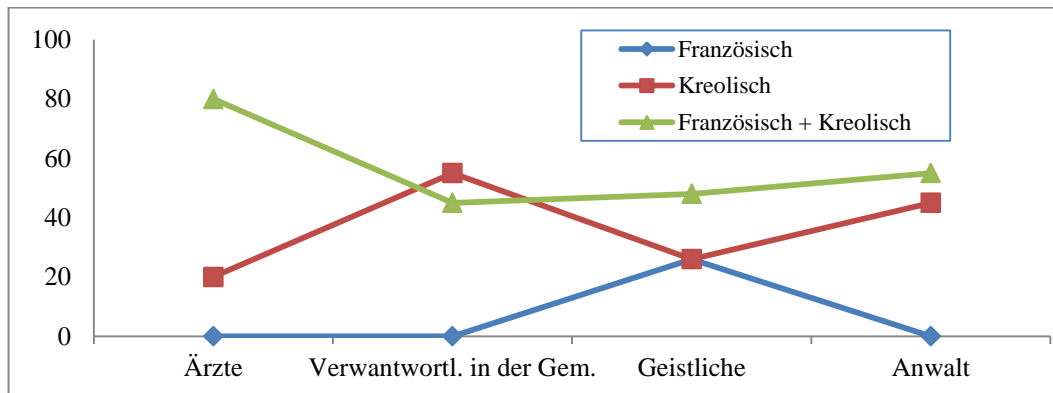 100
80
60
40
20
0
Französisch
Kreolisch
Französisch + Kreolisch
Ärzte Verwantwortl. in der Gem. Geistliche Anwalt